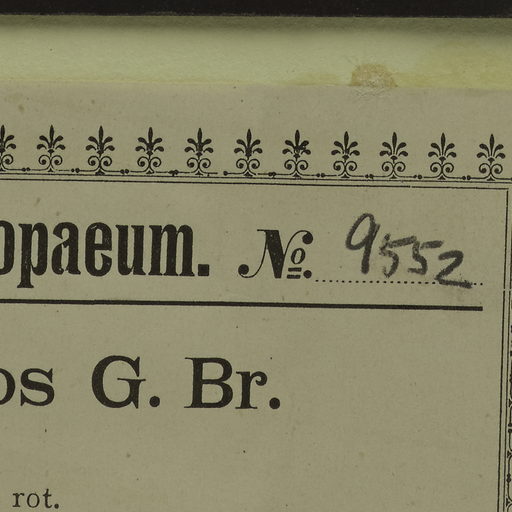 opaeum. No. 9552
os G. Br.
rot.